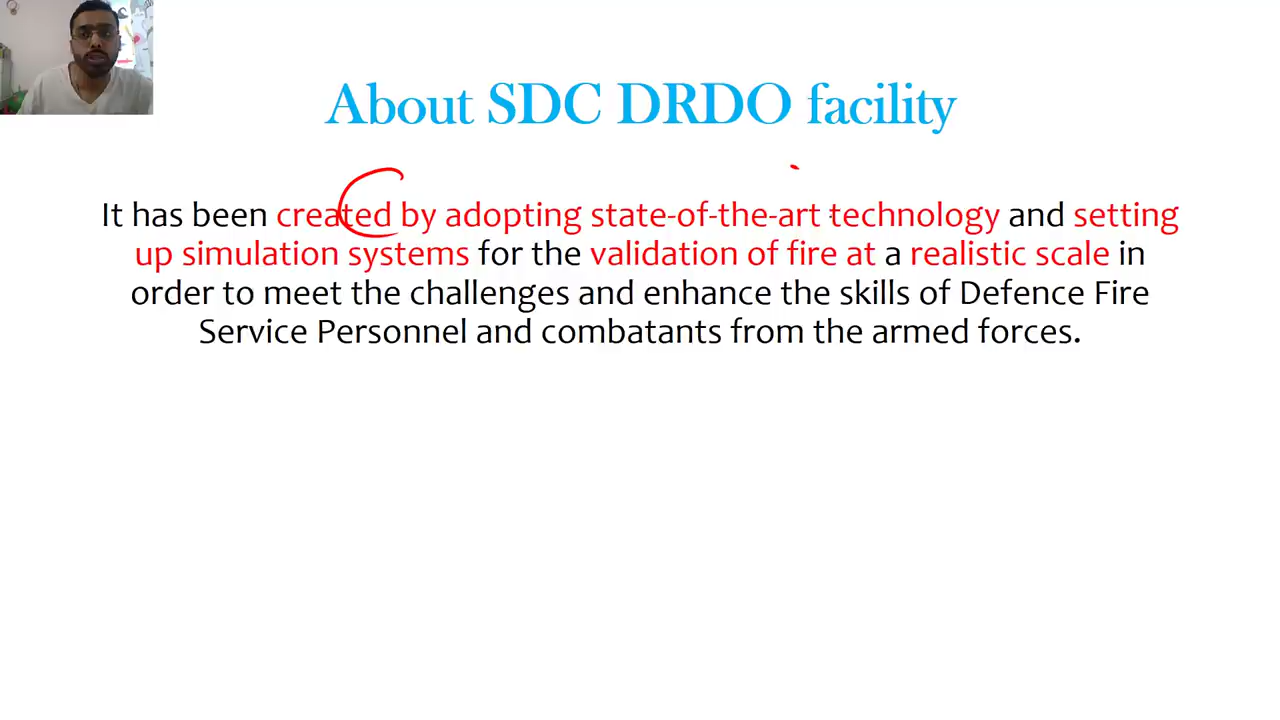 About SDC DRDO facility
It has been created by adopting state-of-the-art technology and setting
up simulation systems for the validation of fire at a realistic scale in
order to meet the challenges and enhance the skills of Defence Fire
Service Personnel and combatants from the armed forces.